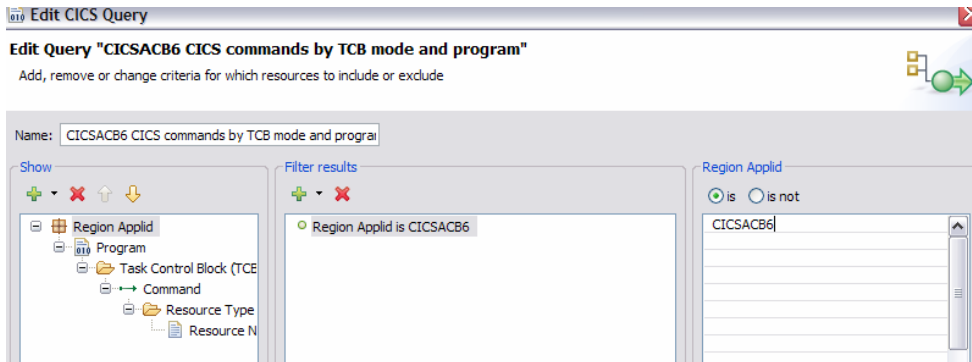 Edit CICS Query
Edit Query "CICSACB6 CICS commands by TCB mode and program"
Add, remove or change criteria for which resources to include or exclude
Name: CICSACB6 CICS commands by TCB mode and prograr
Show
Filter results
Region Applid
is is not
Region Applid
Region Applid is CICSACB6
CICSACB6
Program
Task Control Block (TCB
Command
Resource Type
Resource N